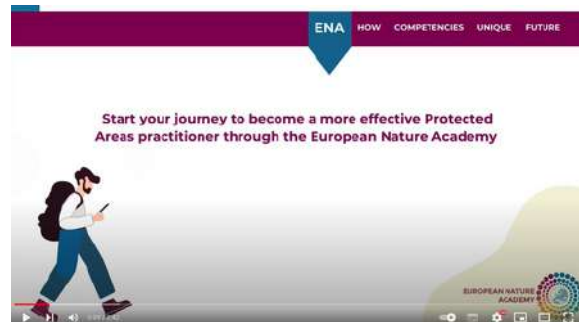 ENA HOW COMPETENCIES UNIQUE FUTURE
Start your journey to become a more effective Protected
Areas practitioner through the European Nature Academy
EUROPEAN NATURE
ACADEMY